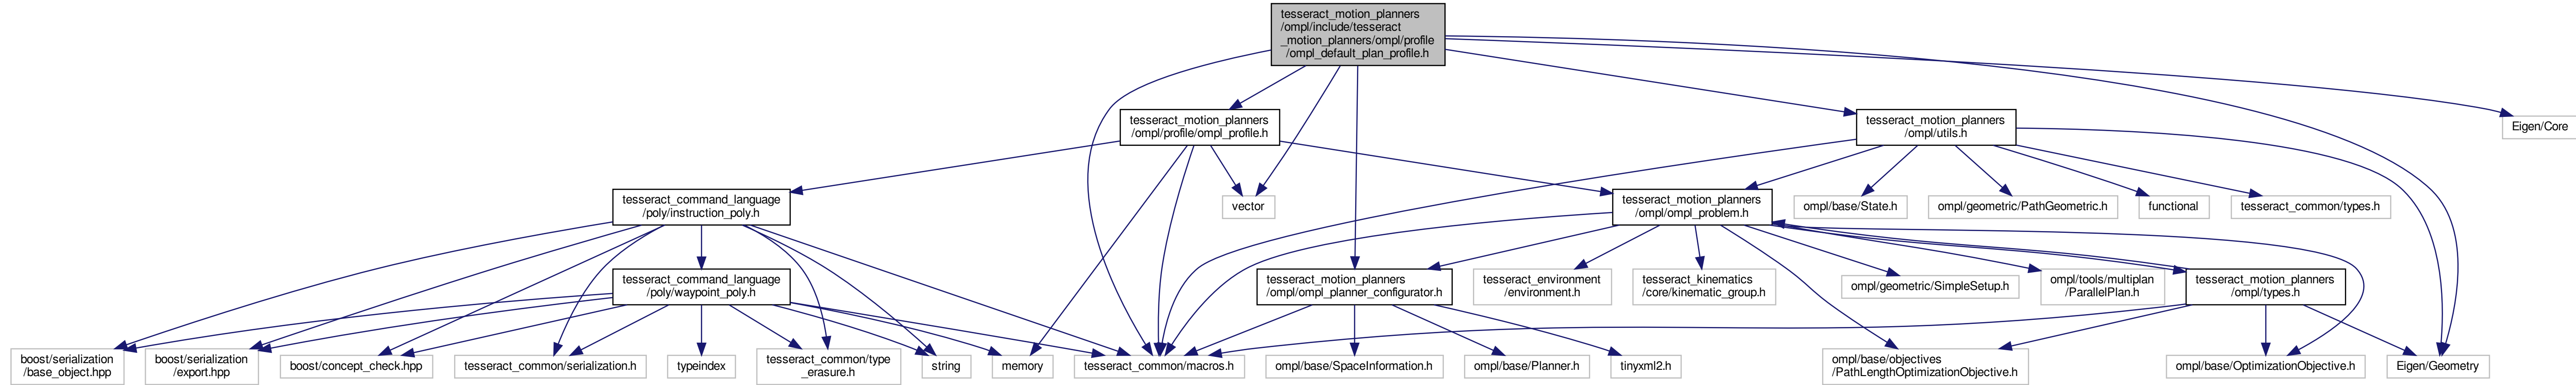 tesseract_motion_planners
/ompl/include/tesseract
_motion_planners/ompl/profile
/ompl_default_plan_profile.h
tesseract_motion_planners
/ompl/profile/ompl_profile.h
tesseract_motion_planners
/ompl/utils.h
Eigen/Core
tesseract_command_language
/poly/instruction_poly.h
vector
tesseract_motion_planners
/ompl/ompl_problem.h
ompl/base/State.h
ompl/geometric/PathGeometric.h
functional
tesseract_common/types.h
tesseract_command_language
/poly/waypoint_poly.h
tesseract_motion_planners
/ompl/ompl_planner_configurator.h
tesseract_environment
/environment.h
tesseract_kinematics
/core/kinematic_group.h
ompl/geometric/SimpleSetup.h
ompl/tools/multiplan
/ParallelPlan.h
tesseract_motion_planners
/ompl/types.h
boost/serialization
/base_object.hpp
boost/serialization
/export.hpp
boost/concept_check.hpp
tesseract_common/serialization.h
typeindex
tesseract_common/type
_erasure.h
string
memory
tesseract_common/macros.h
ompl/base/SpaceInformation.h
ompl/base/Planner.h
tinyxml2.h
ompl/base/objectives
/PathLengthOptimizationObjective.h
ompl/base/OptimizationObjective.h
Eigen/Geometry